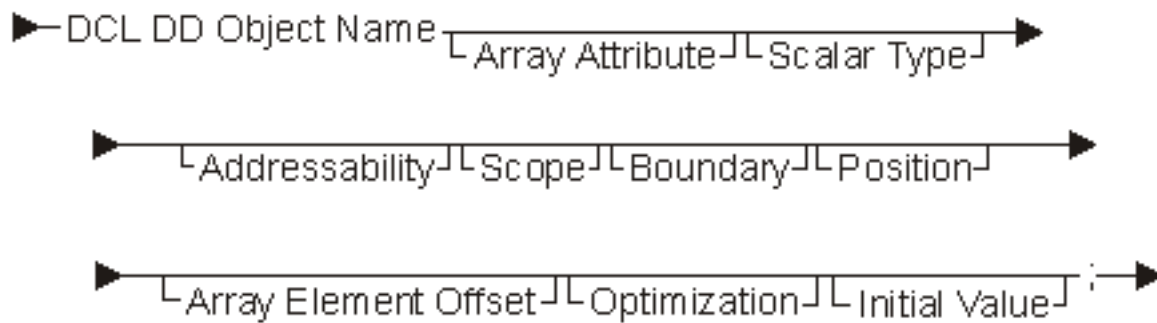 DCL DD Object Name Array Attribute Scalar Type
Addressability Scope Boundary Position
Array Element Offset Optimization Initial Value ;